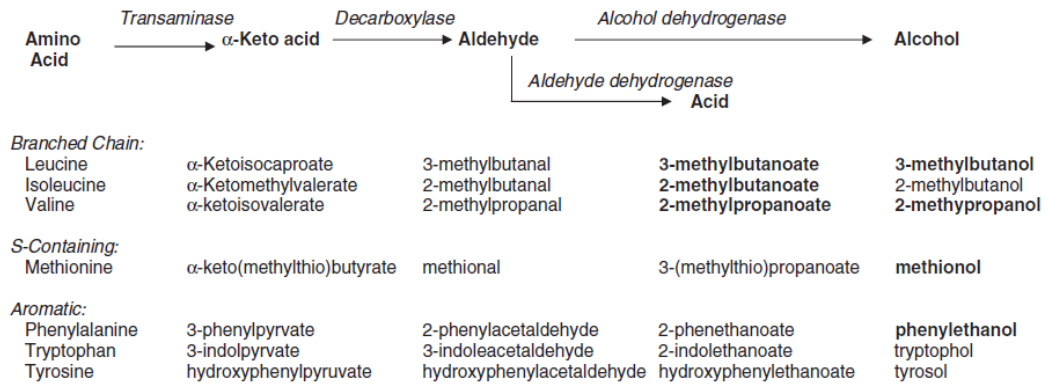 Transaminase Decarboxylase Alcohol dehydrogenase
Amino Acid α-Keto acid Aldehyde Alcohol
Aldehyde dehydrogenase
Acid
Branched Chain:
Leucine α-Ketoisocaproate 3-methylbutanal 3-methylbutanoate 3-methylbutanol
Isoleucine α-Ketomethylvalerate 2-methylbutanal 2-methylbutanoate 2-methylbutanol
Valine α-ketoisovalerate 2-methylpropanal 2-methylpropanoate 2-methypropanol
S-Containing:
Methionine α-keto(methylthio)butyrate methional 3-(methylthio)propanoate methionol
Aromatic:
Phenylalanine 3-phenylpyrvate 2-phenylacetaldehyde 2-phenethanoate phenylethanol
Tryptophan 3-indolpyrvate 3-indoleacetaldehyde 2-indolethanoate tryptophol
Tyrosine hydroxyphenylpyruvate hydroxyphenylacetaldehyde hydroxyphenylethanoate tyrosol